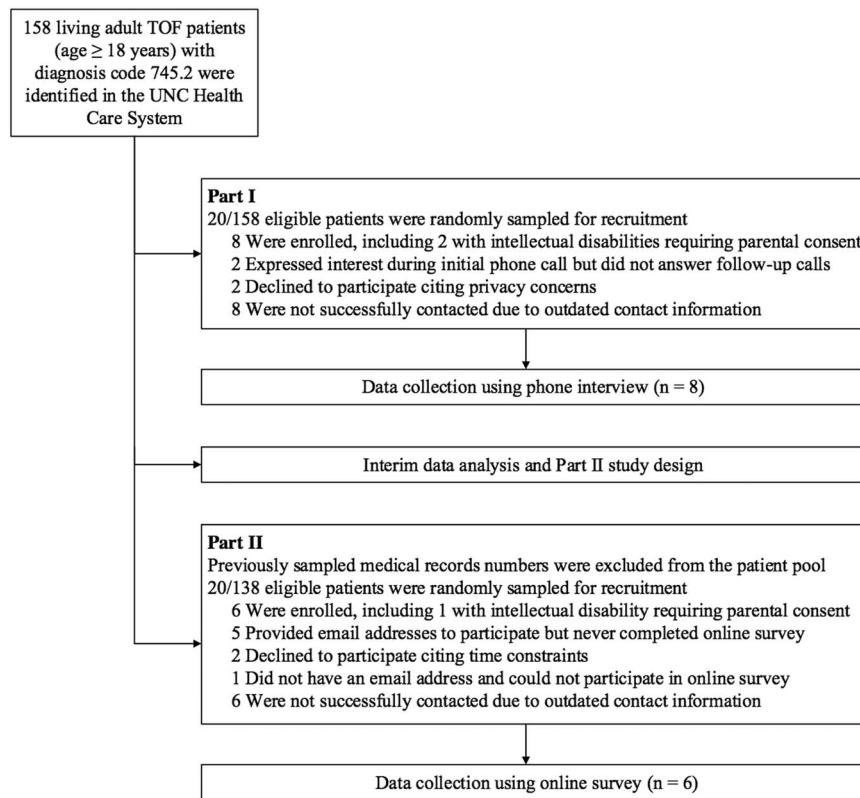 158 living adult TOF patients
(age ≥ 18 years) with
diagnosis code 745.2 were
identified in the UNC Health
Care System
Part I
20/158 eligible patients were randomly sampled for recruitment
8 Were enrolled, including 2 with intellectual disabilities requiring parental consent
2 Expressed interest during initial phone call but did not answer follow-up calls
2 Declined to participate citing privacy concerns
8 Were not successfully contacted due to outdated contact information
Data collection using phone interview (n = 8)
Interim data analysis and Part II study design
Part II
Previously sampled medical records numbers were excluded from the patient pool
20/138 eligible patients were randomly sampled for recruitment
6 Were enrolled, including 1 with intellectual disability requiring parental consent
5 Provided email addresses to participate but never completed online survey
2 Declined to participate citing time constraints
1 Did not have an email address and could not participate in online survey
6 Were not successfully contacted due to outdated contact information
Data collection using online survey (n = 6)